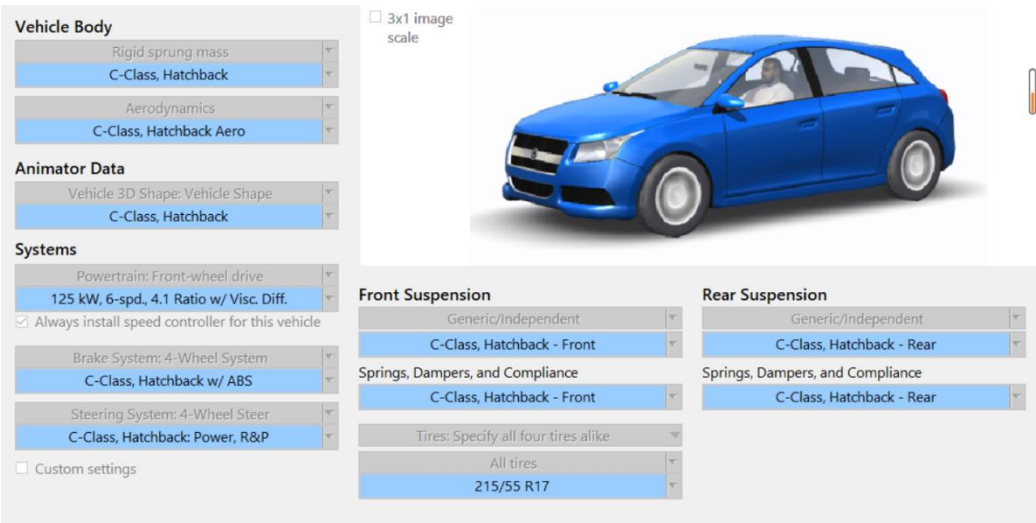 Vehicle Body
Rigid sprung mass
C-Class, Hatchback
Aerodynamics
C-Class, Hatchback Aero
Animator Data
Vehicle 3D Shape: Vehicle Shape
C-Class, Hatchback
Systems
Powertrain: Front-wheel drive
125 kW, 6-spd., 4.1 Ratio w/ Visc. Diff.
Always install speed controller for this vehicle
Brake System: 4-Wheel System
C-Class, Hatchback w/ ABS
Steering System: 4-Wheel Steer
C-Class, Hatchback: Power, R&P
Custom settings
3x1 image
scale
Front Suspension
Generic/Independent
C-Class, Hatchback - Front
Springs, Dampers, and Compliance
C-Class, Hatchback - Front
Tires: Specify all four tires alike
All tires
215/55 R17
Rear Suspension
Generic/Independent
C-Class, Hatchback - Rear
Springs, Dampers, and Compliance
C-Class, Hatchback - Rear